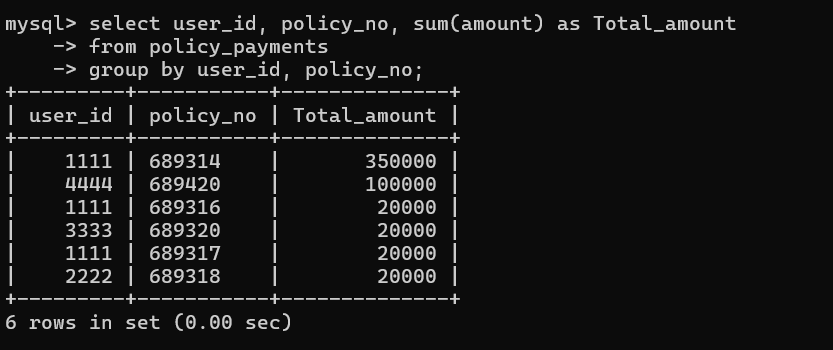 mysql> select user_id, policy_no, sum(amount) as Total_amount
    -> from policy_payments
    -> group by user_id, policy_no;
+---------+-----------+--------------+
| user_id | policy_no | Total_amount |
+---------+-----------+--------------+
|    1111 | 689314    |       350000 |
|    4444 | 689420    |       100000 |
|    1111 | 689316    |        20000 |
|    3333 | 689320    |        20000 |
|    1111 | 689317    |        20000 |
|    2222 | 689318    |        20000 |
+---------+-----------+--------------+
6 rows in set (0.00 sec)